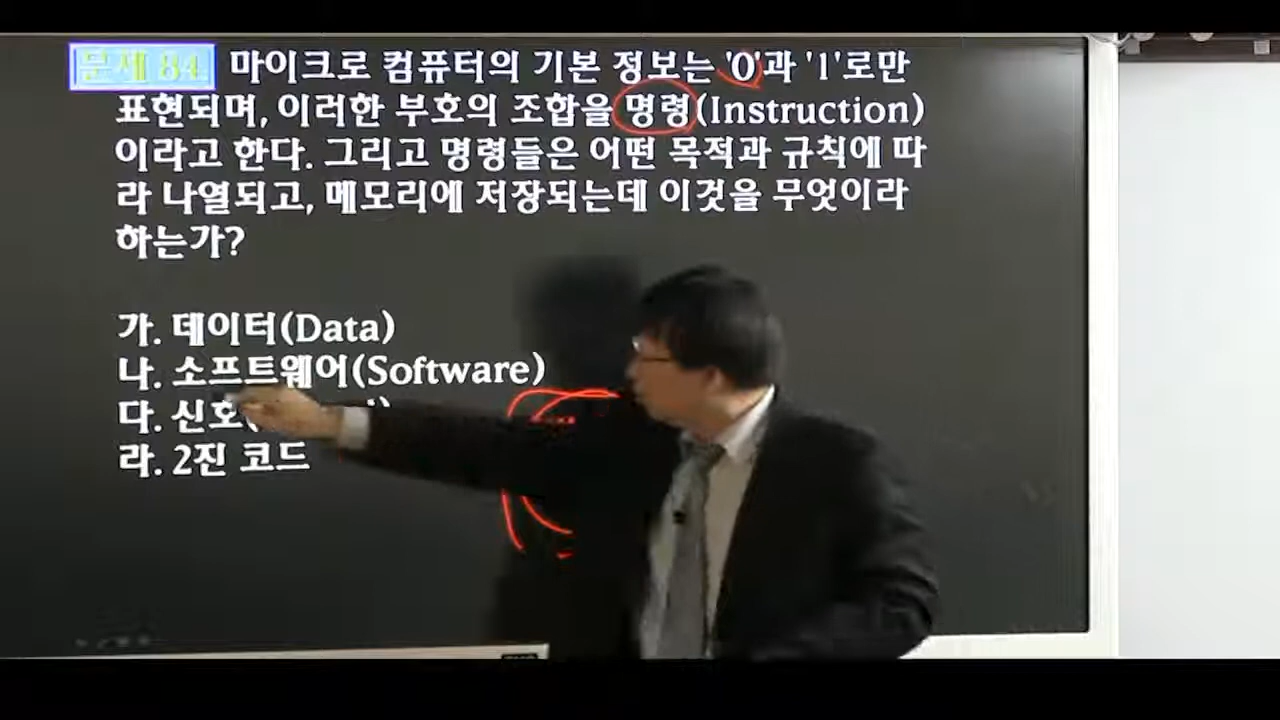 문제 84. 마이크로 컴퓨터의 기본 정보는 '0'과 '1'로만
표현되며, 이러한 부호의 조합을 명령(Instruction)
이라고 한다. 그리고 명령들은 어떤 목적과 규칙에 따
라 나열되고, 메모리에 저장되는데 이것을 무엇이라
하는가?
가. 데이터(Data)
나. 소프트웨어(Software)
다. 신호(
라. 2진 코드